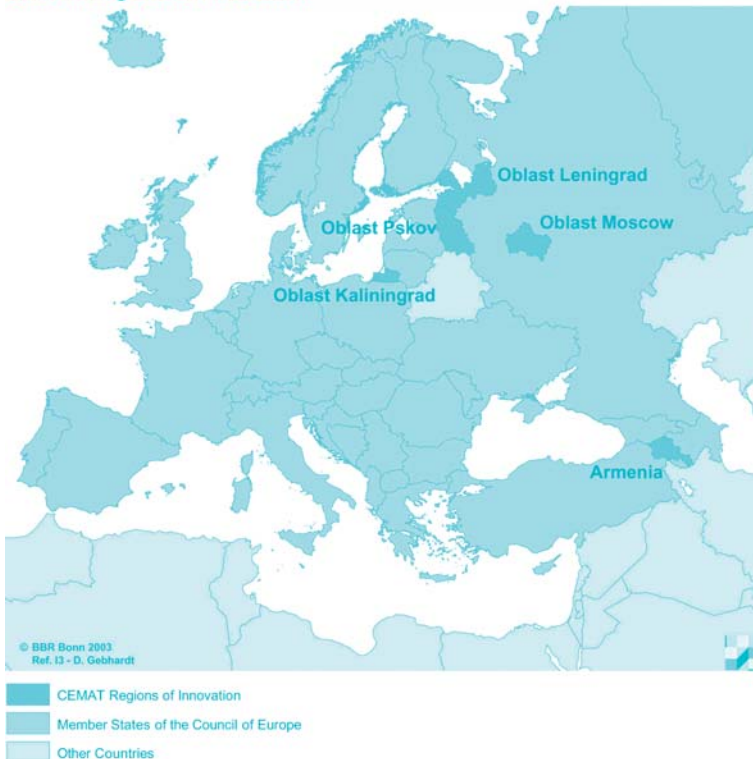 Oblast Leningrad
Oblast Pskov
Oblast Moscow
Oblast Kaliningrad
Armenia
© BBR Bonn 2003
Ref. I3 - D. Gebhardt
CEMAT Regions of Innovation
Member States of the Council of Europe
Other Countries